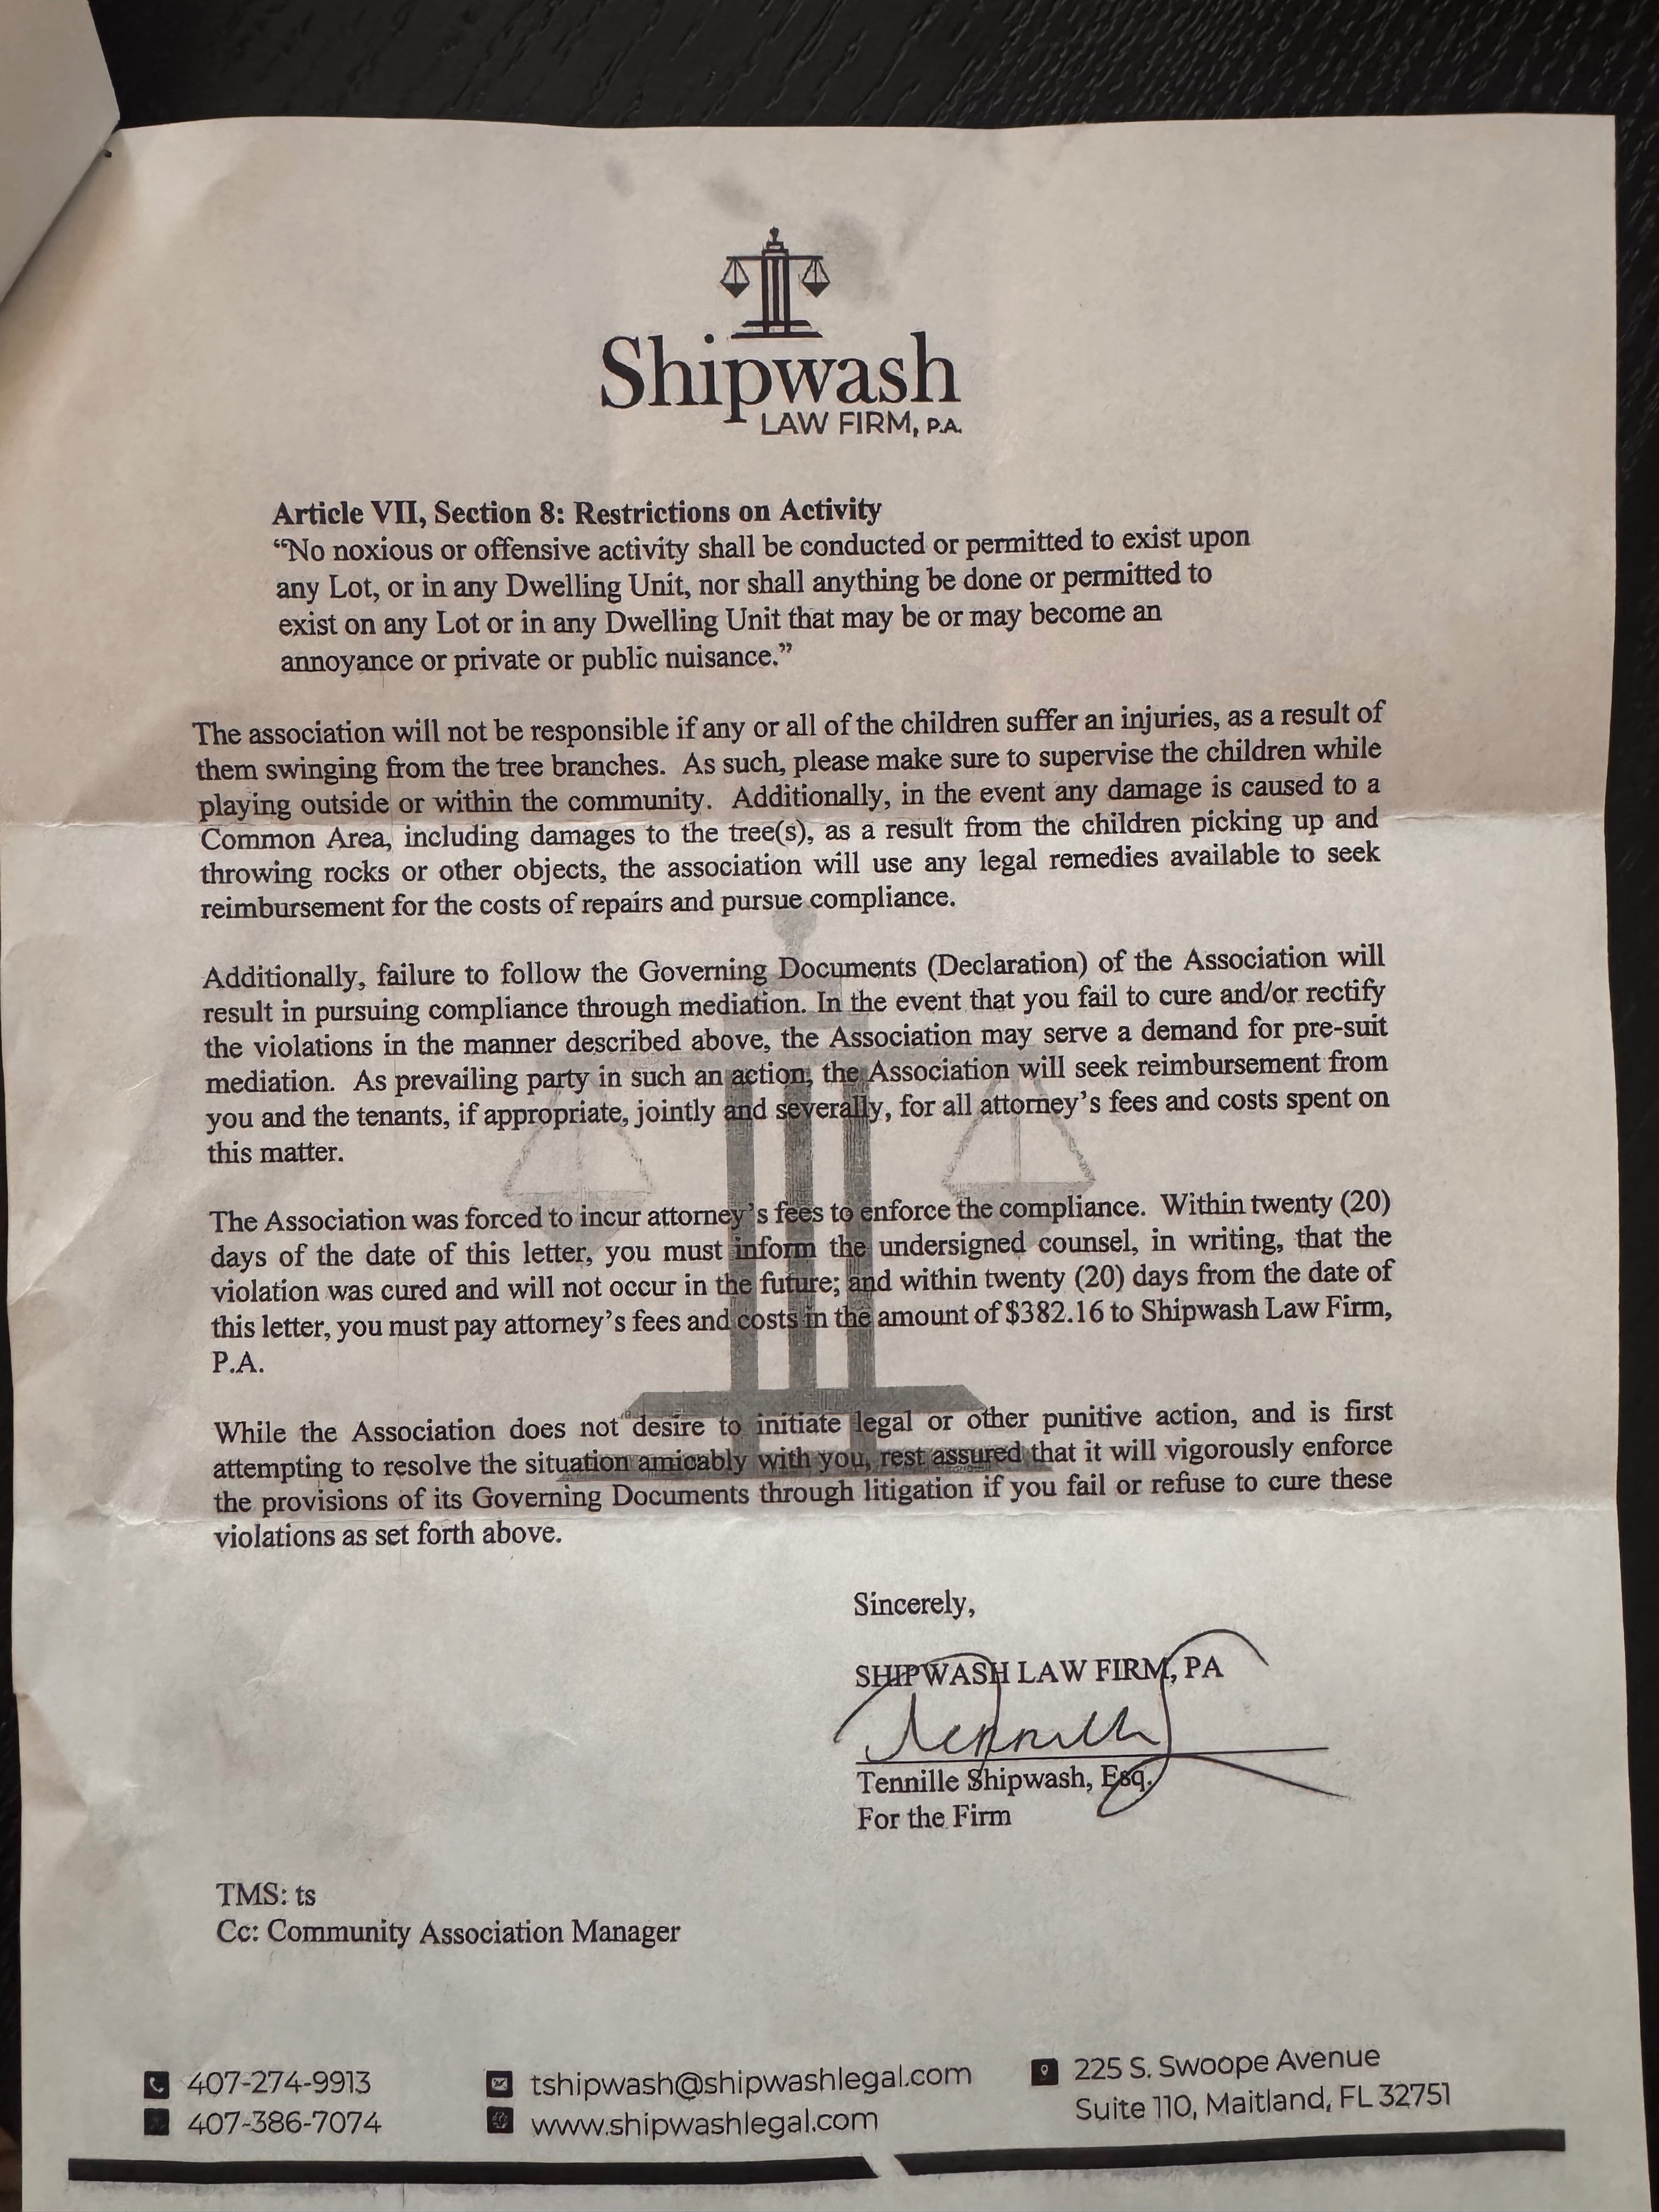 Shipwash
LAW FIRM, P.A.
Article VII, Section 8: Restrictions on Activity
“No noxious or offensive activity shall be conducted or permitted to exist upon
any Lot, or in any Dwelling Unit, nor shall anything be done or permitted to
exist on any Lot or in any Dwelling Unit that may be or may become an
annoyance or private or public nuisance.”
The association will not be responsible if any or all of the children suffer an injuries, as a result of
them swinging from the tree branches. As such, please make sure to supervise the children while
playing outside or within the community. Additionally, in the event any damage is caused to a
Common Area, including damages to the tree(s), as a result from the children picking up and
throwing rocks or other objects, the association will use any legal remedies available to seek
reimbursement for the costs of repairs and pursue compliance.
Additionally, failure to follow the Governing Documents (Declaration) of the Association will
result in pursuing compliance through mediation. In the event that you fail to cure and/or rectify
the violations in the manner described above, the Association may serve a demand for pre-suit
mediation. As prevailing party in such an action, the Association will seek reimbursement from
you and the tenants, if appropriate, jointly and severally, for all attorney’s fees and costs spent on
this matter.
The Association was forced to incur attorney’s fees to enforce the compliance. Within twenty (20)
days of the date of this letter, you must inform the undersigned counsel, in writing, that the
violation was cured and will not occur in the future; and within twenty (20) days from the date of
this letter, you must pay attorney’s fees and costs in the amount of $382.16 to Shipwash Law Firm,
P.A.
While the Association does not desire to initiate legal or other punitive action, and is first
attempting to resolve the situation amicably with you, rest assured that it will vigorously enforce
the provisions of its Governing Documents through litigation if you fail or refuse to cure these
violations as set forth above.
Sincerely,
SHIPWASH LAW FIRM, PA
Tennille Shipwash, Esq.
For the Firm
TMS: ts
Cc: Community Association Manager
407-274-9913
407-386-7074
tshipwash@shipwashlegal.com
www.shipwashlegal.com
225 S. Swoope Avenue
Suite 110, Maitland, FL 32751